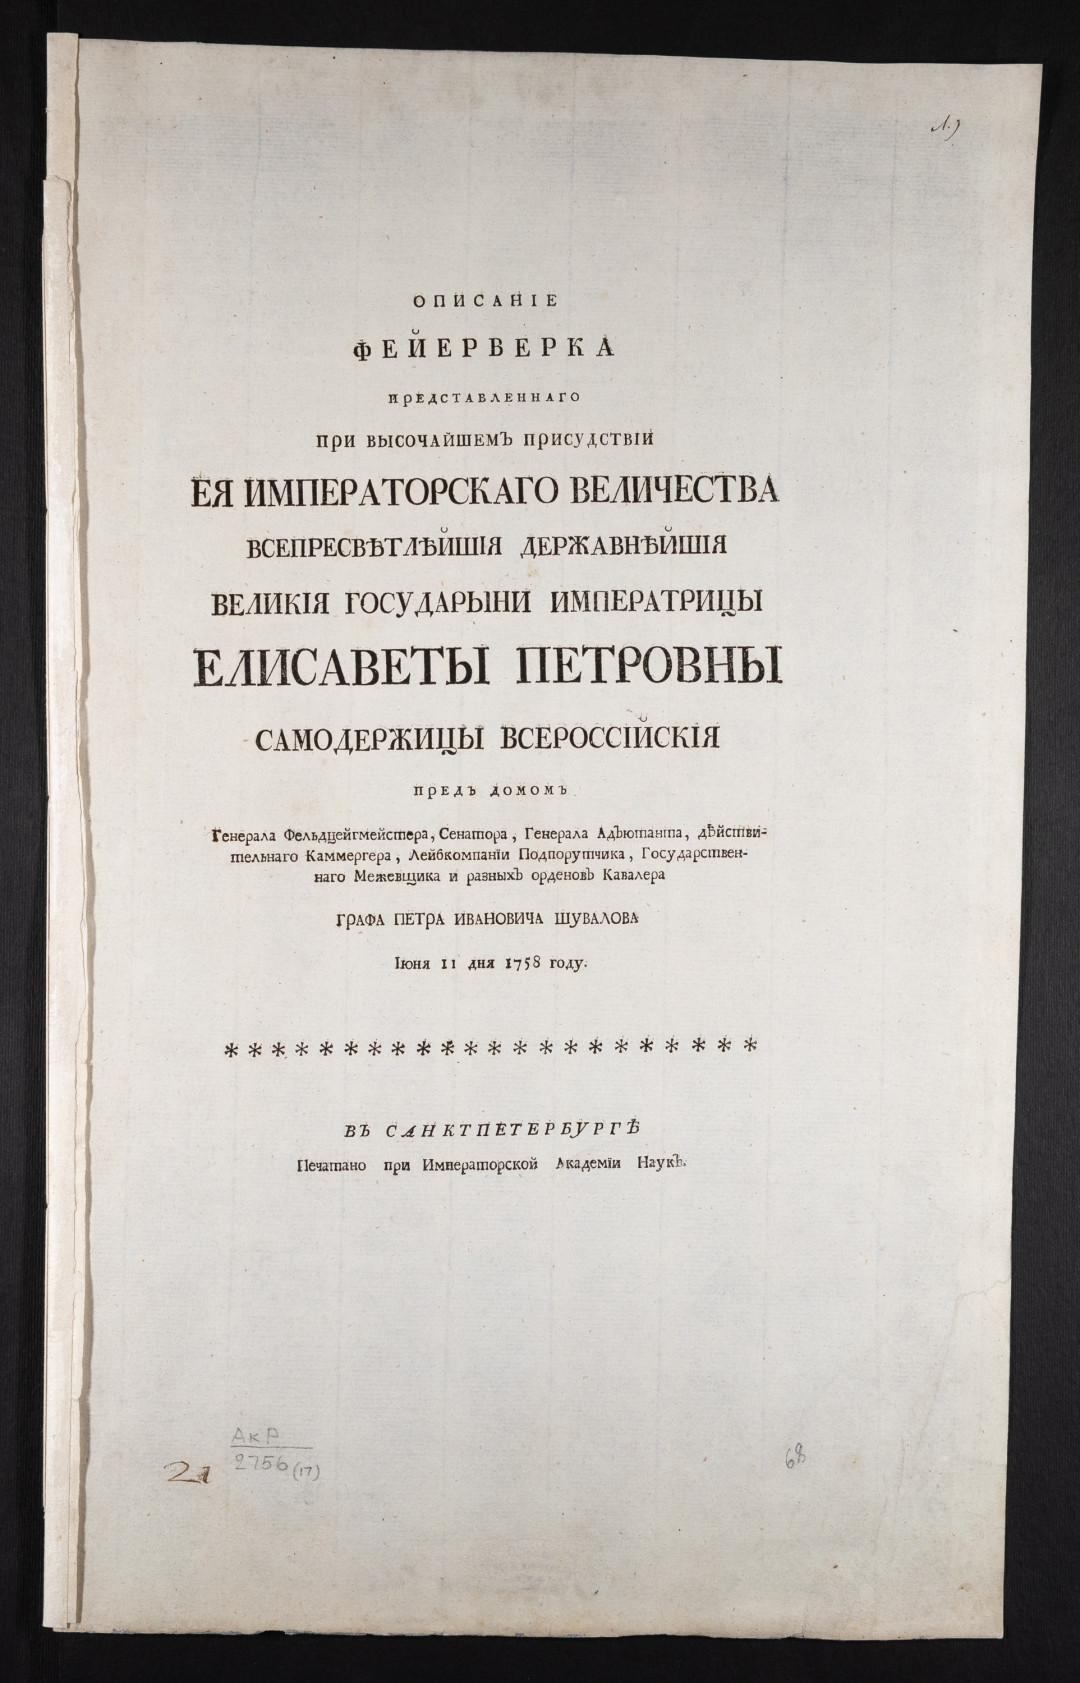 ОПИСАНІЕ
ФЕЙЕРВЕРКА
ПРЕДСТАВЛЕННАГО
ПРИ ВЫСОЧАЙШЕМЪ ПРИСУДСТВІИ
ЕЯ ИМПЕРАТОРСКАГО ВЕЛИЧЕСТВА
ВСЕПРЕСВѢТЛѢЙШІЯ ДЕРЖАВНѢЙШІЯ
ВЕЛИКІЯ ГОСУДАРЫНИ ИМПЕРАТРИЦЫ
ЕЛИСАВЕТЫ ПЕТРОВНЫ
САМОДЕРЖИЦЫ ВСЕРОССІЙСКІЯ
ПРЕДЪ ДОМОМЪ
Генерала Фельдцейгмейстера, Сенатора, Генерала Адъютанта, дѣйстви-
тельнаго Каммергера, Лейбкомпаніи Подпорутчика, Государствен-
наго Межевщика и разныхъ орденовъ Кавалера
ГРАФА ПЕТРА ИВАНОВИЧА ШУВАЛОВА
Іюня 11 дня 1758 году.
* * * * * * * * * * * * * * * * * * * * * *
ВЪ САНКТПЕТЕРБУРГѢ
Печатано при Императорской Академіи Наукъ.
АкР
2756 (17)
21
68